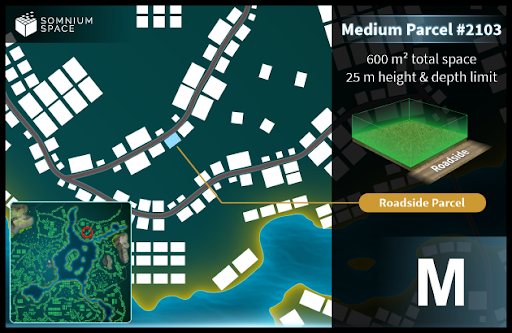 SOMNIUM
SPACE
Medium Parcel #2103
600 m² total space
25 m height & depth limit
Roadside
Roadside Parcel
M